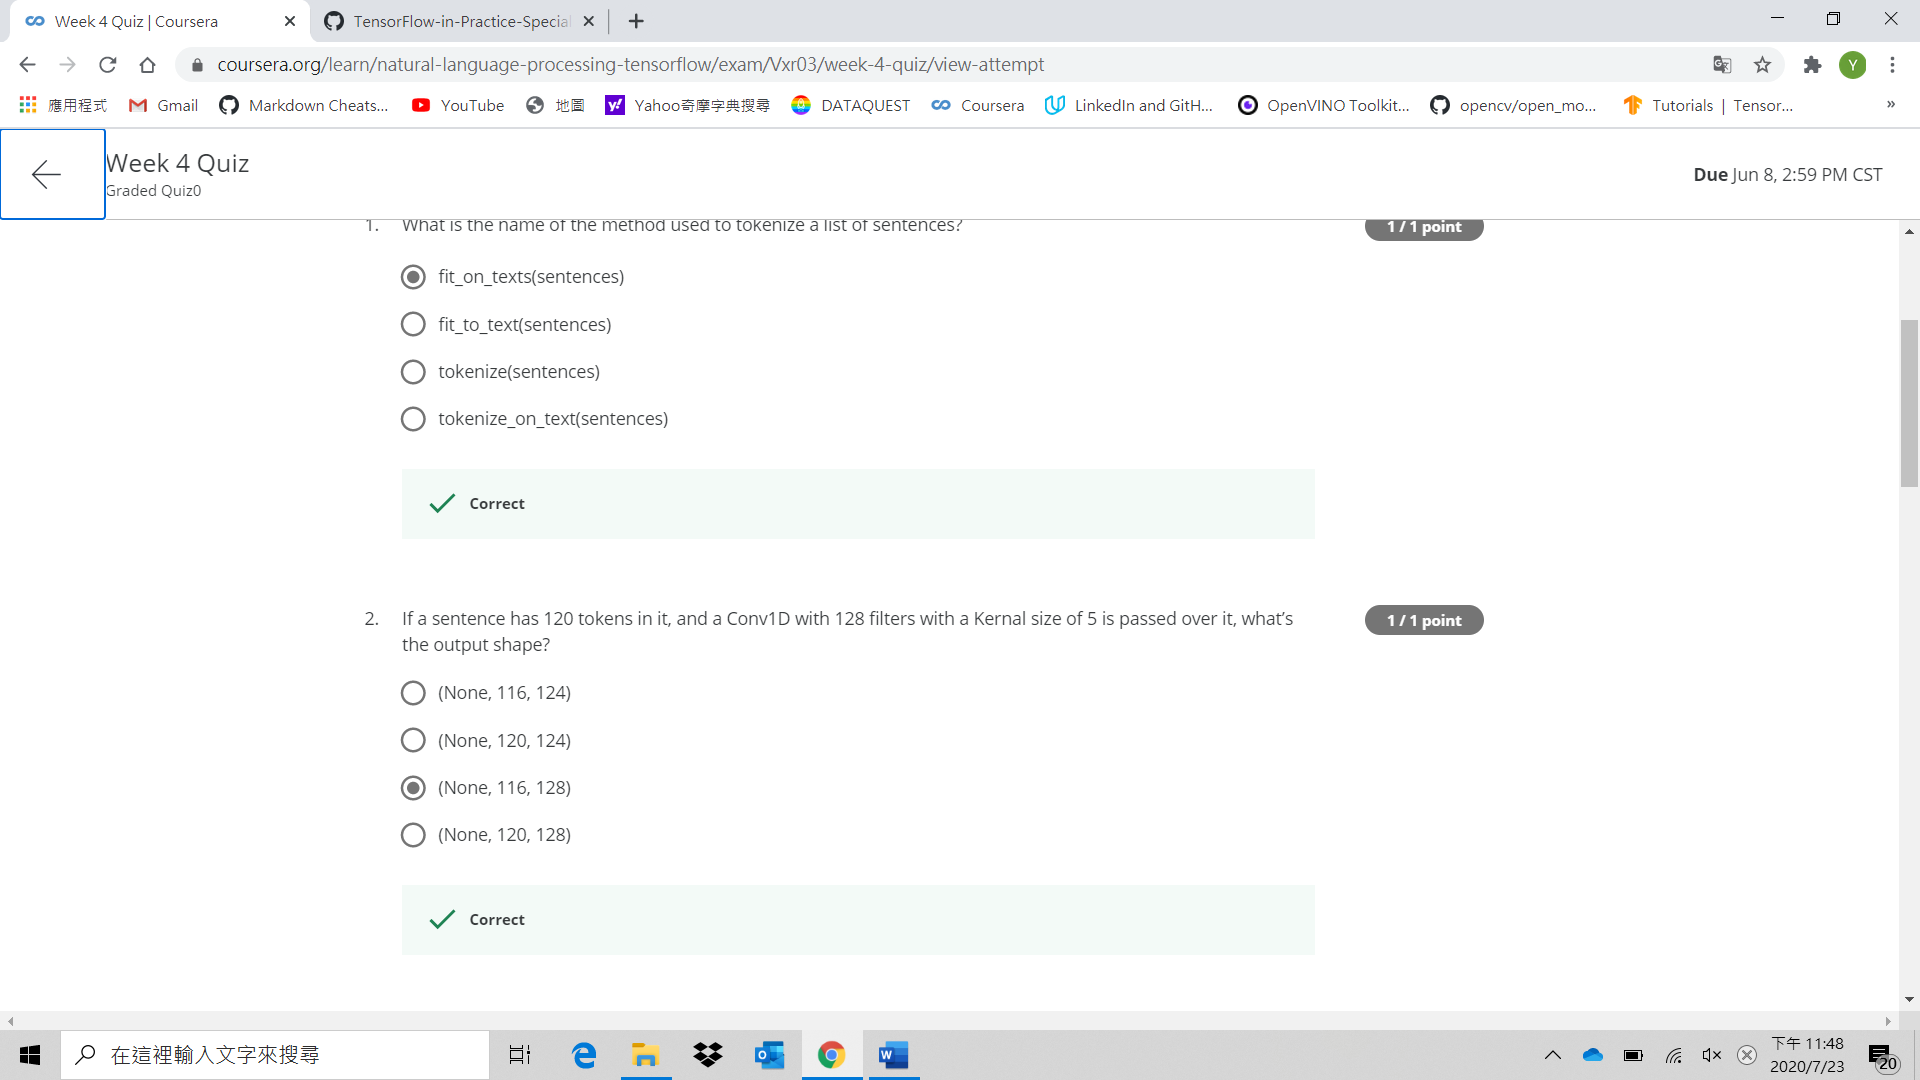 Week 4 Quiz | Coursera
TensorFlow-in-Practice-Special
coursera.org/learn/natural-language-processing-tensorflow/exam/Vxr03/week-4-quiz/view-attempt
Y
應用程式
Gmail
Markdown Cheats...
YouTube
地圖
Yahoo奇摩字典搜尋
DATAQUEST
Coursera
LinkedIn and GitH...
OpenVINO Toolkit...
opencv/open_mo...
Tutorials | Tensor...
»
Week 4 Quiz
Graded Quiz0
Due Jun 8, 2:59 PM CST
1. What is the name of the method used to tokenize a list of sentences?
1 / 1 point
fit_on_texts(sentences)
fit_to_text(sentences)
tokenize(sentences)
tokenize_on_text(sentences)
Correct
2. If a sentence has 120 tokens in it, and a Conv1D with 128 filters with a Kernal size of 5 is passed over it, what's
the output shape?
1 / 1 point
(None, 116, 124)
(None, 120, 124)
(None, 116, 128)
(None, 120, 128)
Correct
在這裡輸入文字來搜尋
下午 11:48
2020/7/23
20